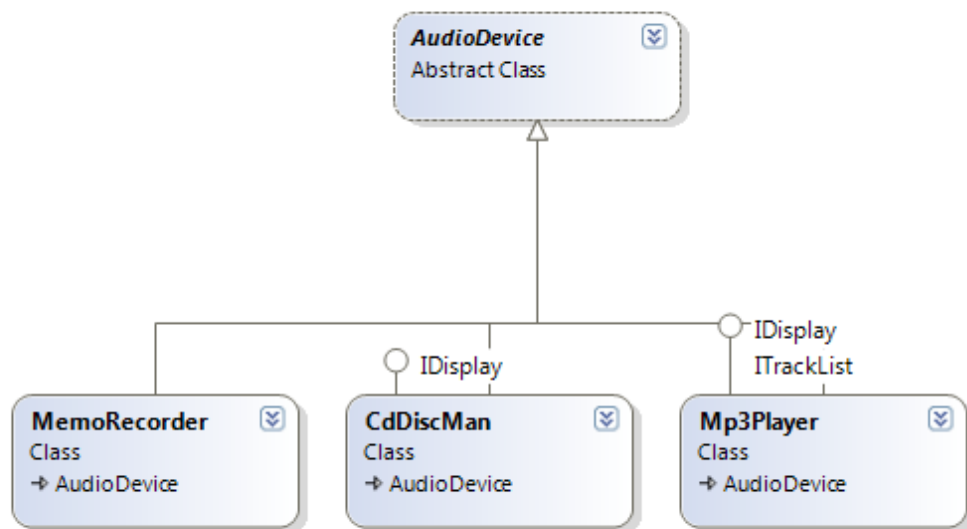 AudioDevice
Abstract Class
IDisplay
ITrackList
IDisplay
MemoRecorder
Class
AudioDevice
CdDiscMan
Class
AudioDevice
Mp3Player
Class
AudioDevice